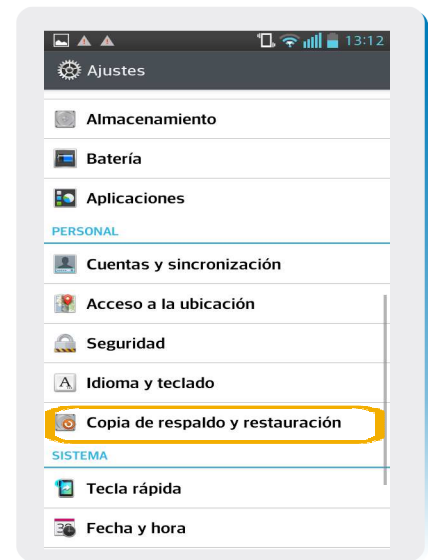 13:12
Ajustes
Almacenamiento
Batería
Aplicaciones
PERSONAL
Cuentas y sincronización
Acceso a la ubicación
Seguridad
A Idioma y teclado
Copia de respaldo y restauración
SISTEMA
Tecla rápida
Fecha y hora